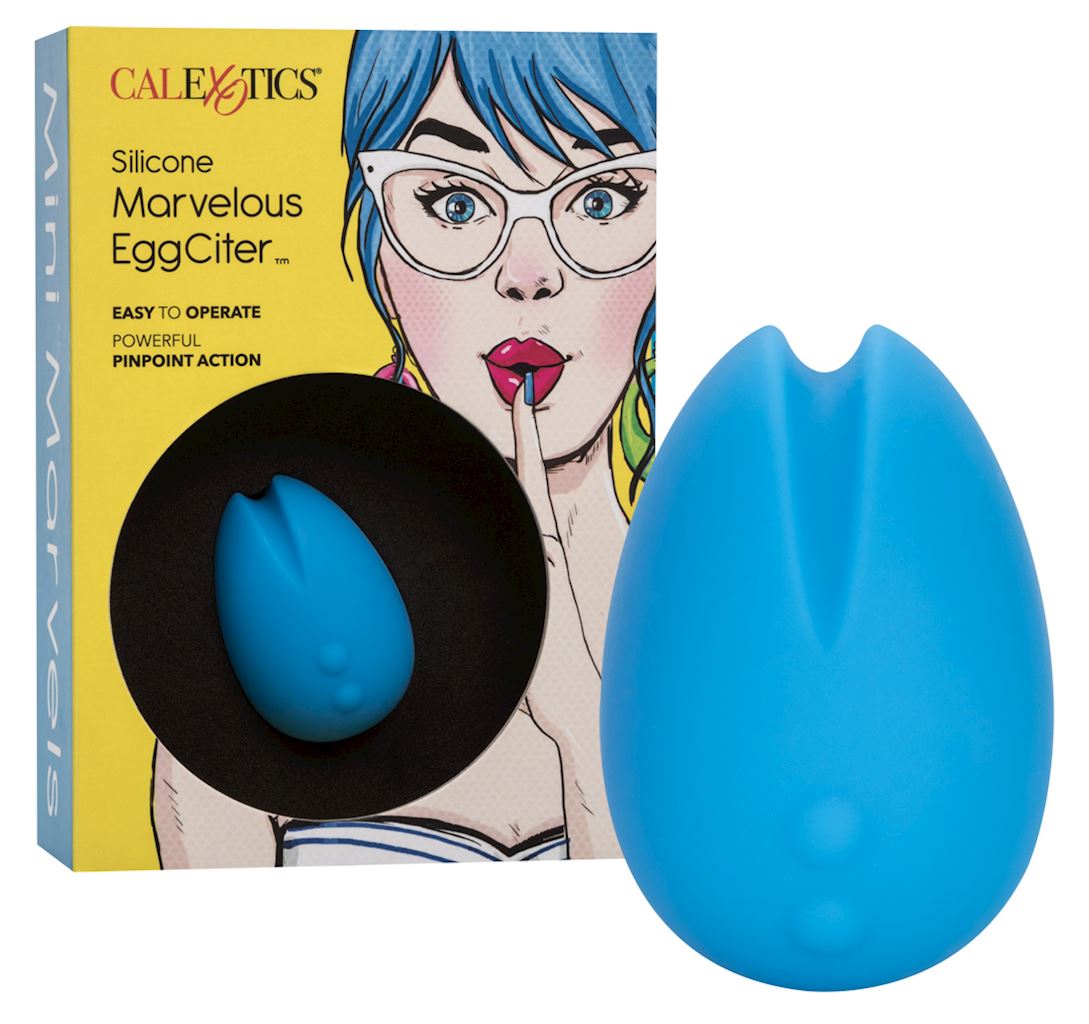 CALEXOTICS®
Silicone
Marvelous
EggCiter™
EASY TO OPERATE
POWERFUL
PINPOINT ACTION
Mini Marvels